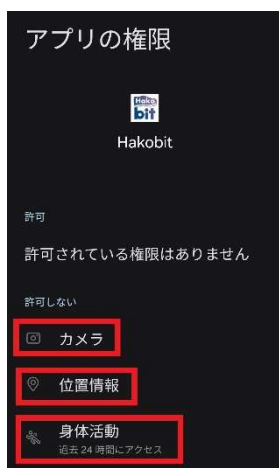 アプリの権限
Hako
bit
Hakobit
許可
許可されている権限はありません
許可しない
カメラ
位置情報
身体活動
過去 24 時間にアクセス